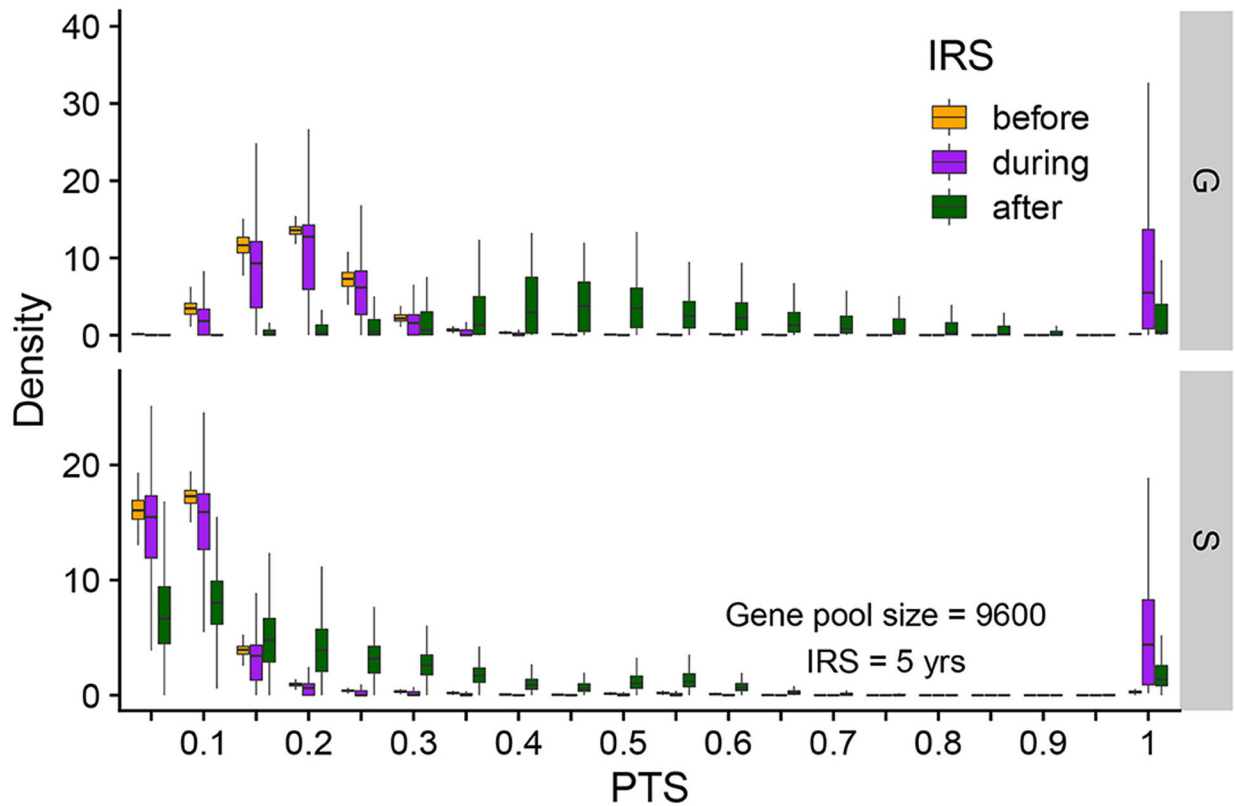 40
30
20
10
0
IRS
before
during
after
G
Density
20
10
0
S
Gene pool size = 9600
IRS = 5 yrs
0.1 0.2 0.3 0.4 0.5 0.6 0.7 0.8 0.9 1
PTS